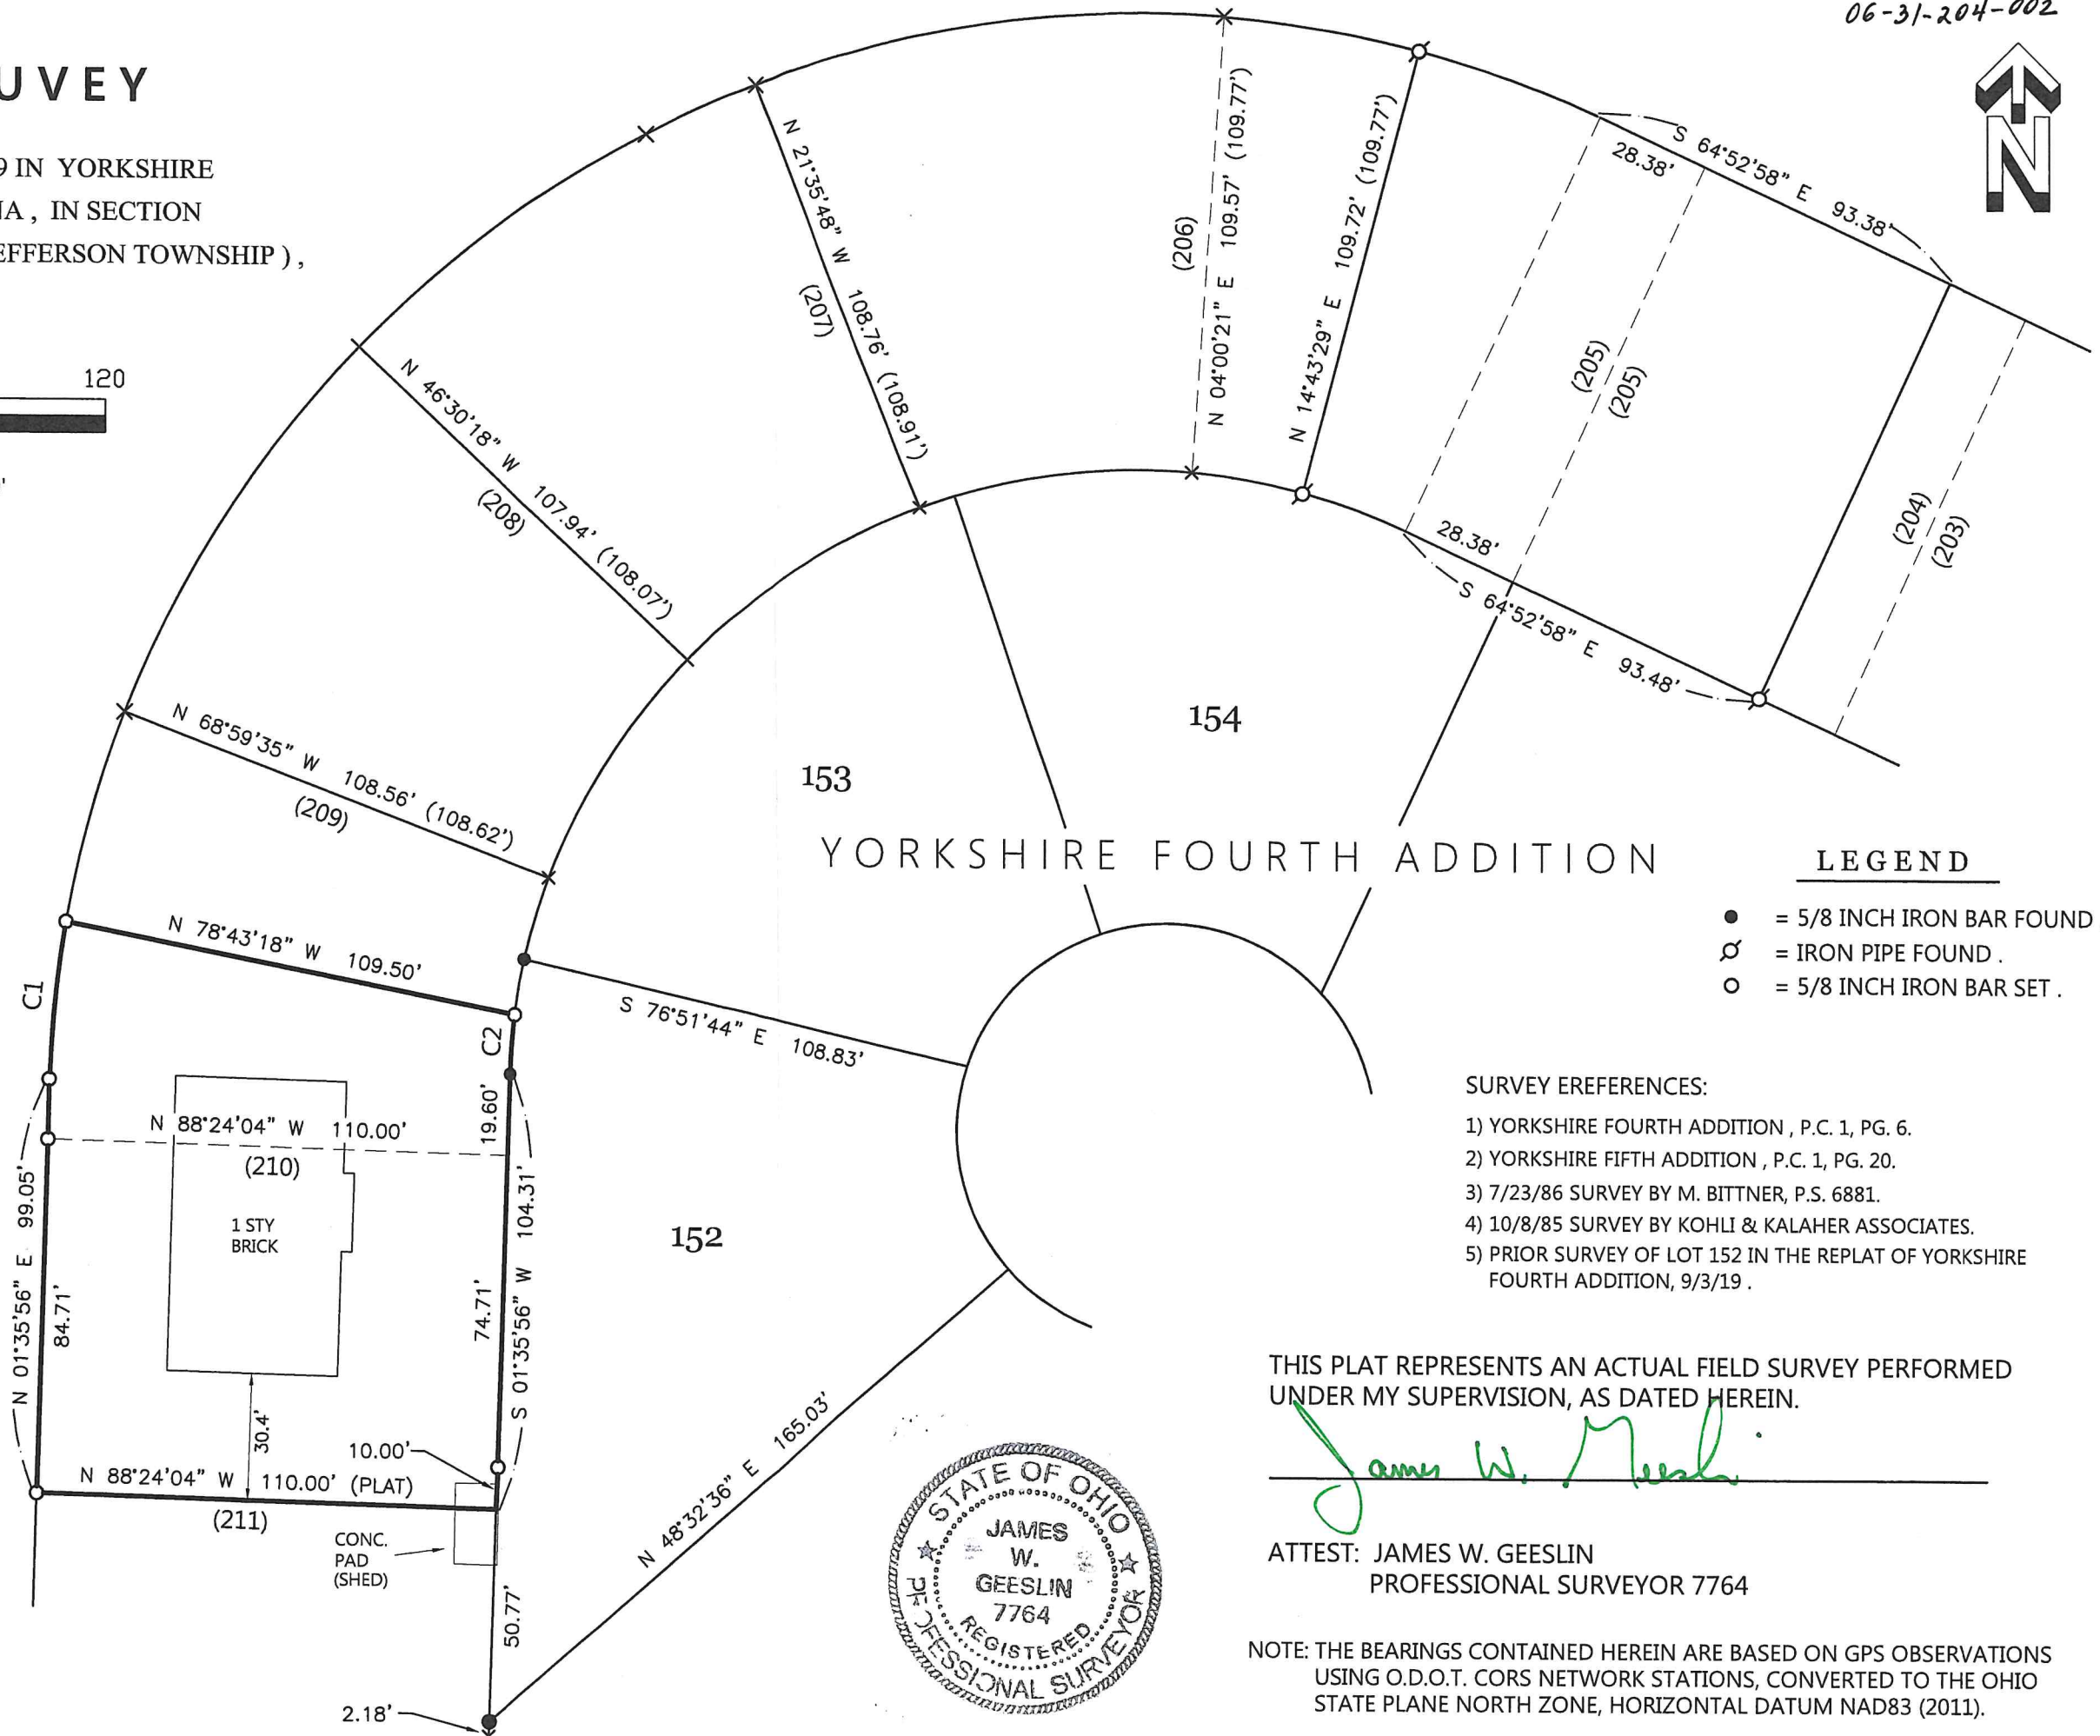 06-31-204-002
UVEY
9 IN YORKSHIRE
NA , IN SECTION
EFFERSON TOWNSHIP ) ,
120
N
S 64°52'58" E 93.38'
28.38'
N 21°35'48" W 108.76' (108.91')
(207)
(206)
N 04°00'21" E 109.57' (109.77')
N 14°43'29" E 109.72' (109.77')
(205)
(205)
(204)
(203)
N 46°30'18" W 107.94' (108.07')
(208)
28.38'
S 64°52'58" E 93.48'
N 68°59'35" W 108.56' (108.62')
(209)
154
153
YORKSHIRE FOURTH ADDITION
LEGEND
= 5/8 INCH IRON BAR FOUND
= IRON PIPE FOUND .
= 5/8 INCH IRON BAR SET .
N 78°43'18" W 109.50'
C1
C2
S 76°51'44" E 108.83'
19.60'
N 88°24'04" W 110.00'
(210)
1 STY
BRICK
N 01°35'56" E 99.05'
84.71'
74.71'
S 01°35'56" W 104.31'
152
30.4'
10.00'
N 88°24'04" W 110.00' (PLAT)
(211)
CONC.
PAD
(SHED)
50.77'
2.18'
N 48°32'36" E 165.03'
SURVEY EREFERENCES:
1) YORKSHIRE FOURTH ADDITION , P.C. 1, PG. 6.
2) YORKSHIRE FIFTH ADDITION , P.C. 1, PG. 20.
3) 7/23/86 SURVEY BY M. BITTNER, P.S. 6881.
4) 10/8/85 SURVEY BY KOHLI & KALAHER ASSOCIATES.
5) PRIOR SURVEY OF LOT 152 IN THE REPLAT OF YORKSHIRE
FOURTH ADDITION, 9/3/19 .
THIS PLAT REPRESENTS AN ACTUAL FIELD SURVEY PERFORMED
UNDER MY SUPERVISION, AS DATED HEREIN.
James W. Geeslin
ATTEST: JAMES W. GEESLIN
PROFESSIONAL SURVEYOR 7764
STATE OF OHIO
JAMES
W.
GEESLIN
7764
REGISTERED
PROFESSIONAL SURVEYOR
NOTE: THE BEARINGS CONTAINED HEREIN ARE BASED ON GPS OBSERVATIONS
USING O.D.O.T. CORS NETWORK STATIONS, CONVERTED TO THE OHIO
STATE PLANE NORTH ZONE, HORIZONTAL DATUM NAD83 (2011).